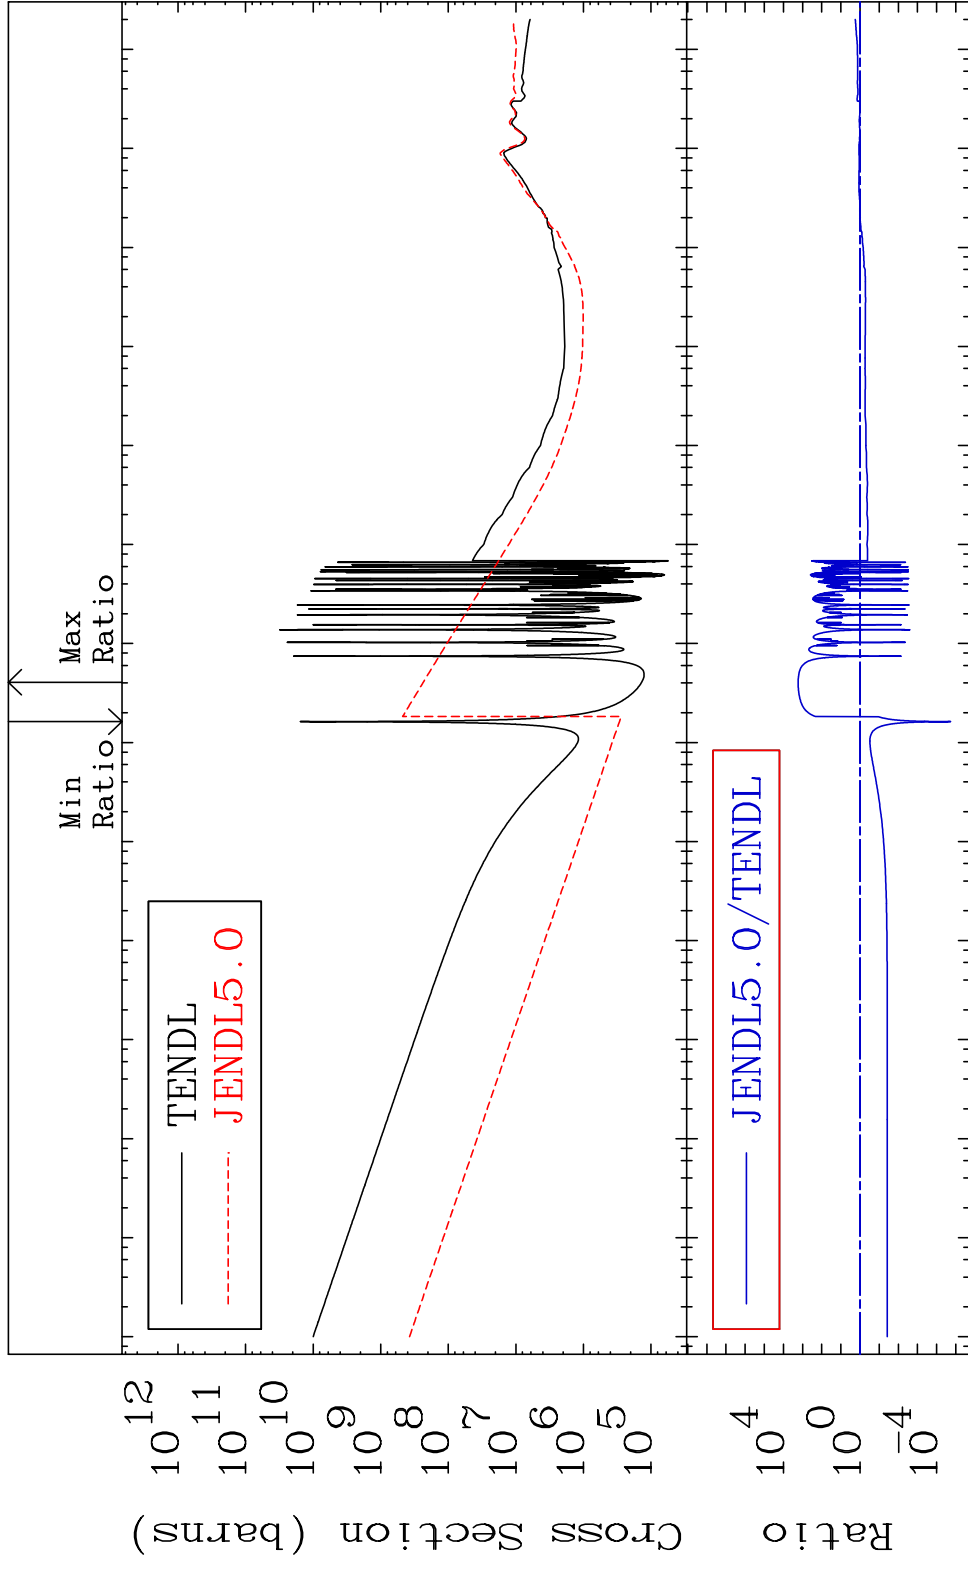 Min
Ratio
Max
Ratio
TENDL
JENDL5.0
10^12
10^11
10^10
10^9
10^8
10^7
10^6
10^5
Cross Section (barns)
JENDL5.0/TENDL
10^4
10^0
10^-4
Ratio